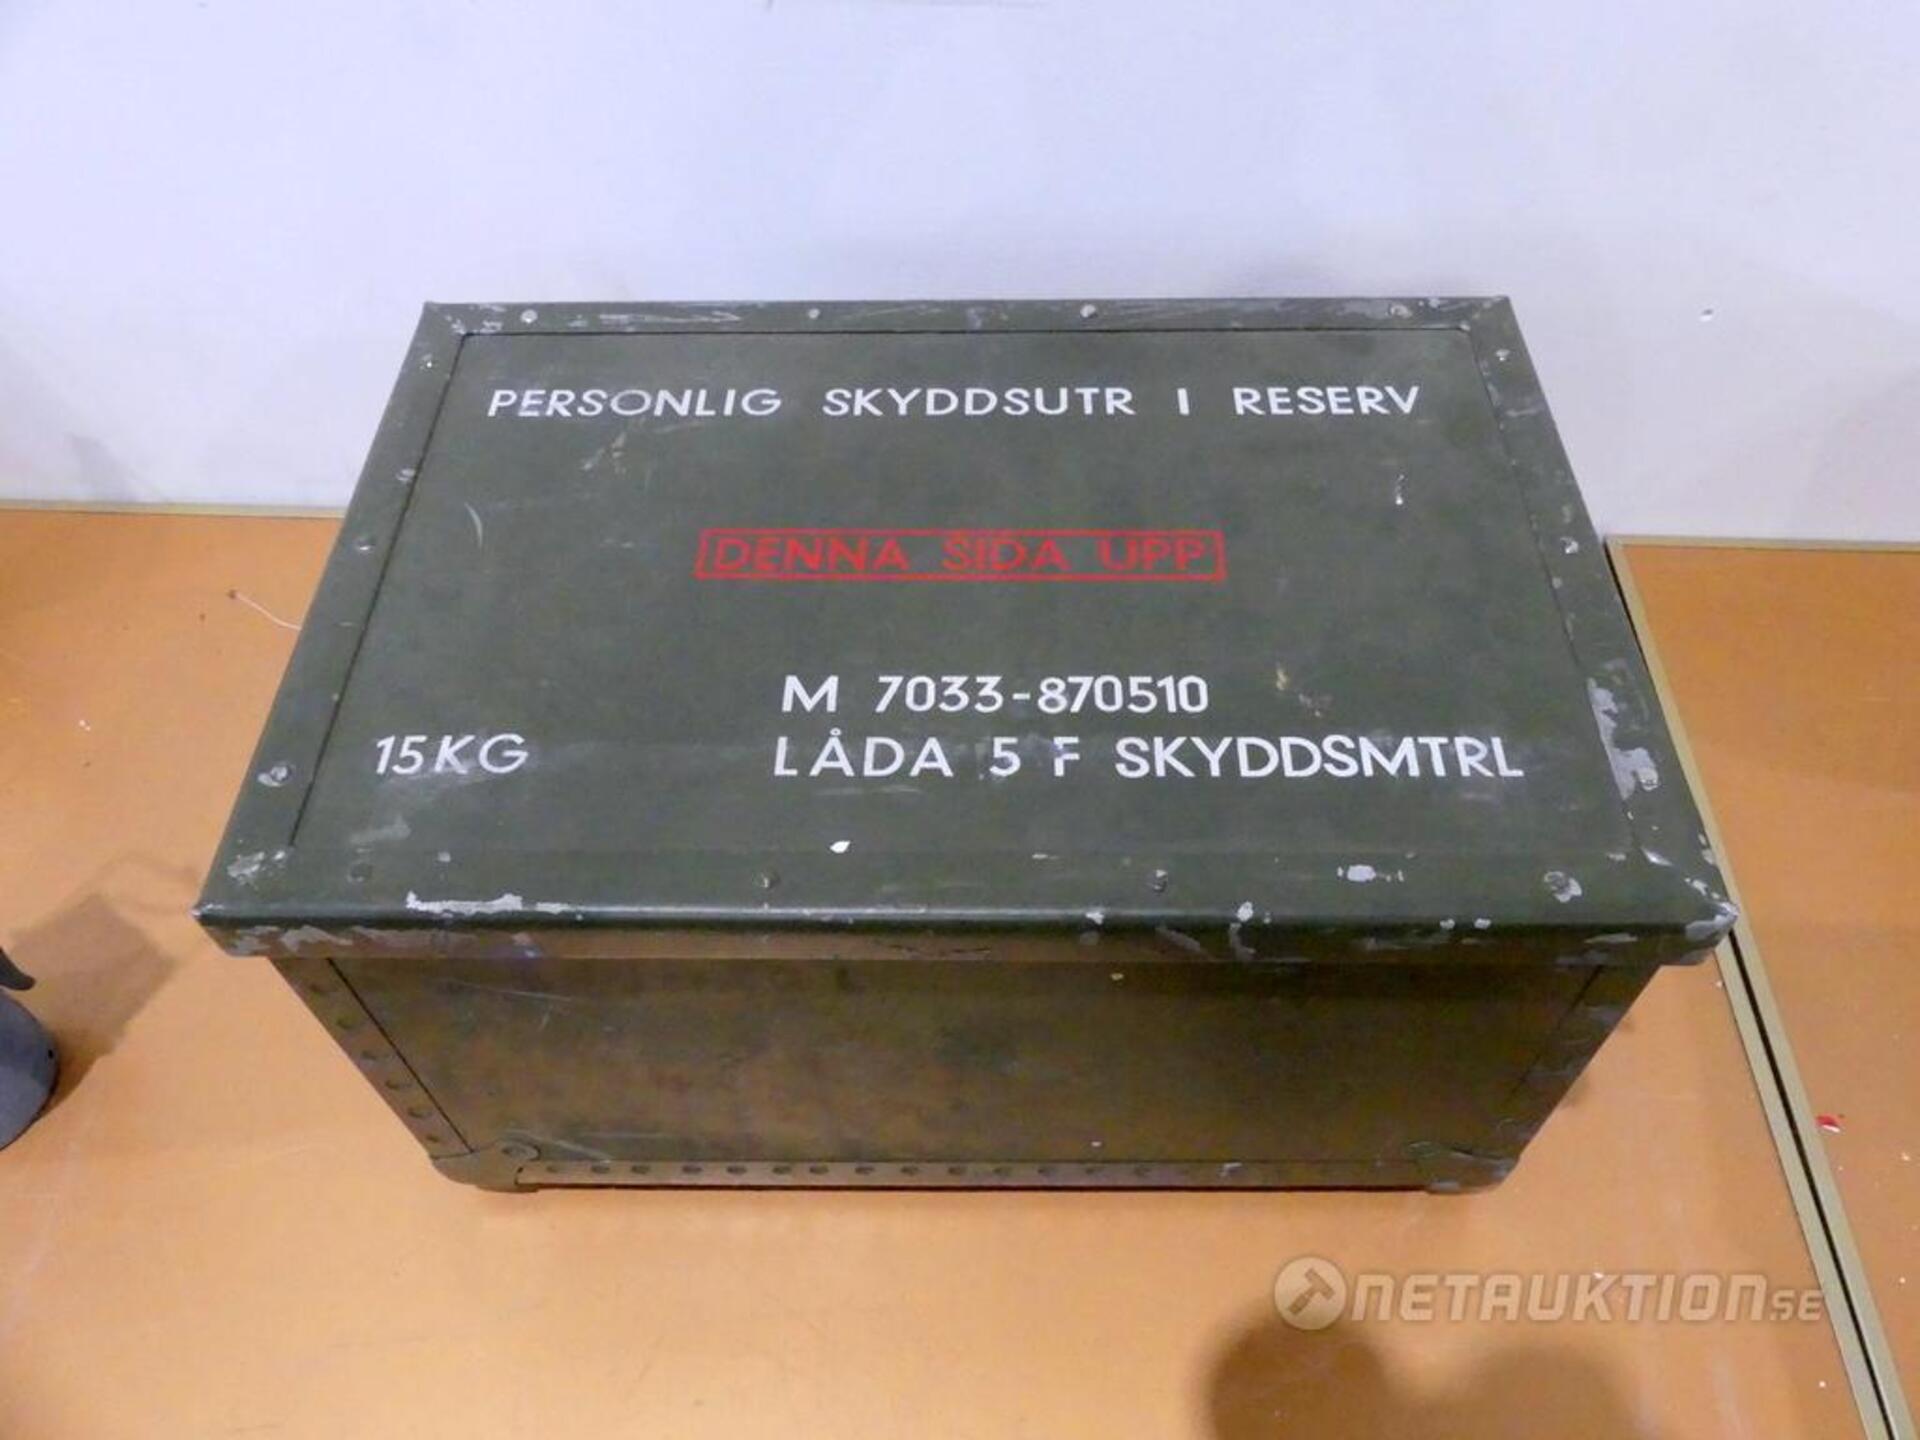 PERSONLIG SKYDDSUTR I RESERV
DENNA SIDA UPP
M 7033-870510
15KG
LÅDA 5 F SKYDDSMTRL
NETAUKTION.SE